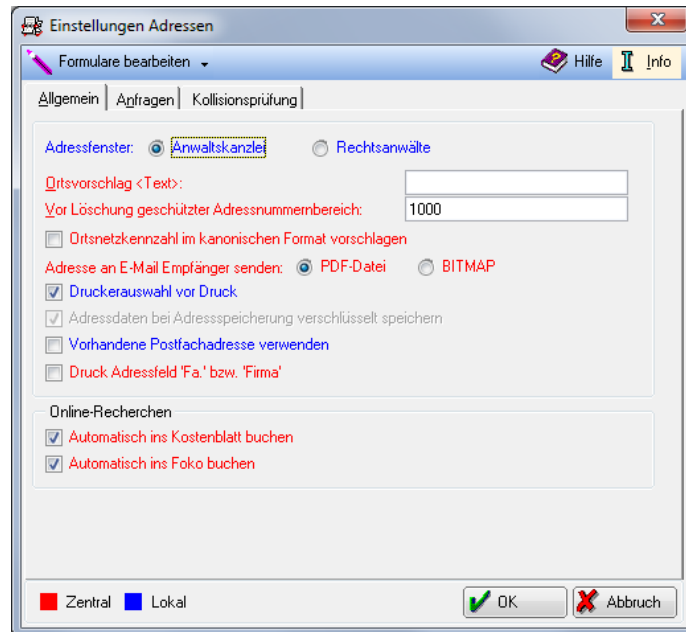 Einstellungen Adressen
Formulare bearbeiten Hilfe Info
Allgemein Anfragen Kollisionsprüfung
Adressfenster: Anwaltskanzlei Rechtsanwälte
Ortsvorschlag <Text>:
Vor Löschung geschützter Adressnummernbereich: 1000
Ortsnetzkennzahl im kanonischen Format vorschlagen
Adresse an E-Mail Empfänger senden: PDF-Datei BITMAP
Druckerauswahl vor Druck
Adressdaten bei Adressspeicherung verschlüsselt speichern
Vorhandene Postfachadresse verwenden
Druck Adressfeld 'Fa.' bzw. 'Firma'
Online-Recherchen
Automatisch ins Kostenblatt buchen
Automatisch ins Foko buchen
Zentral Lokal OK Abbruch